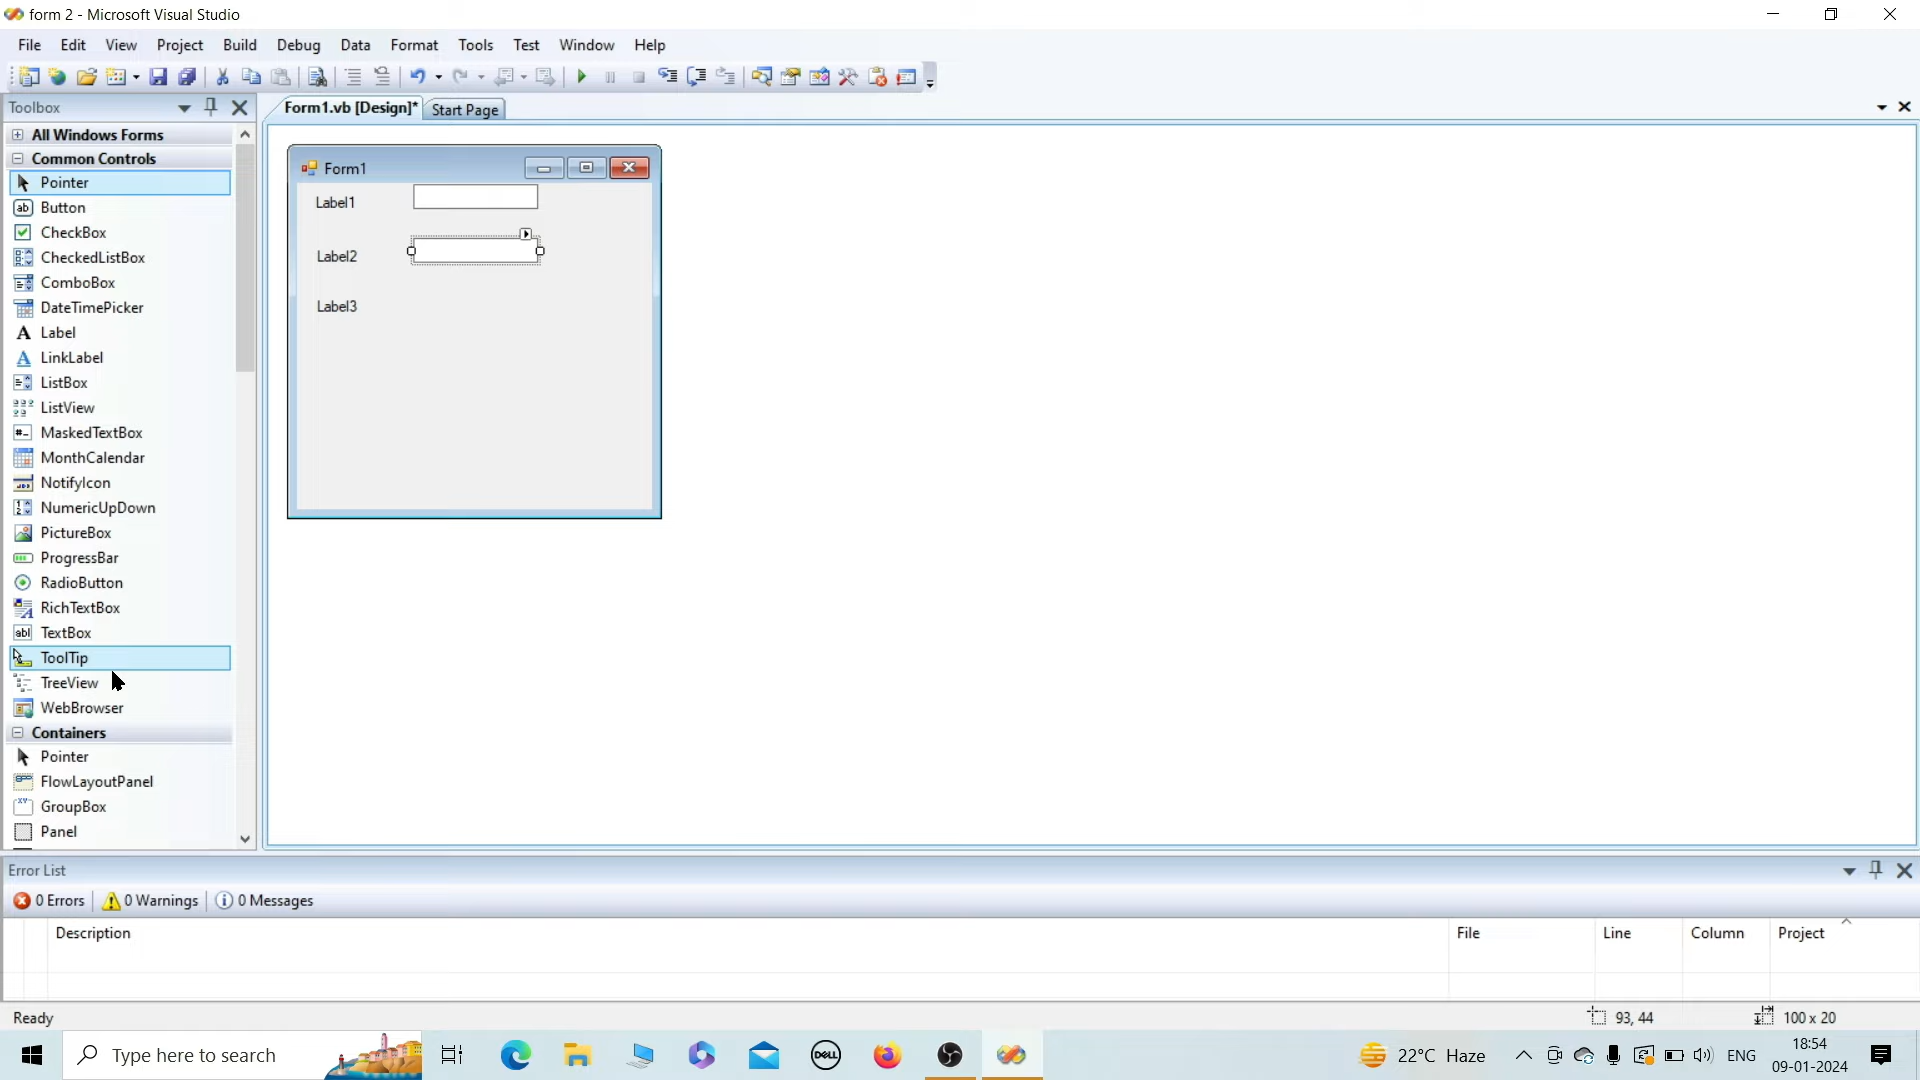 form 2 - Microsoft Visual Studio
File Edit View Project Build Debug Data Format Tools Test Window Help
Toolbox
Form1.vb [Design]* Start Page
All Windows Forms
Common Controls
Pointer
Button
CheckBox
CheckedListBox
ComboBox
DateTimePicker
Label
LinkLabel
ListBox
ListView
MaskedTextBox
MonthCalendar
NotifyIcon
NumericUpDown
PictureBox
ProgressBar
RadioButton
RichTextBox
TextBox
ToolTip
TreeView
WebBrowser
Containers
Pointer
FlowLayoutPanel
GroupBox
Panel
Form1
Label1
Label2
Label3
Error List
0 Errors 0 Warnings 0 Messages
Description File Line Column Project
Ready 93, 44 100 x 20
Type here to search DELL 22°C Haze ENG 18:54
09-01-2024